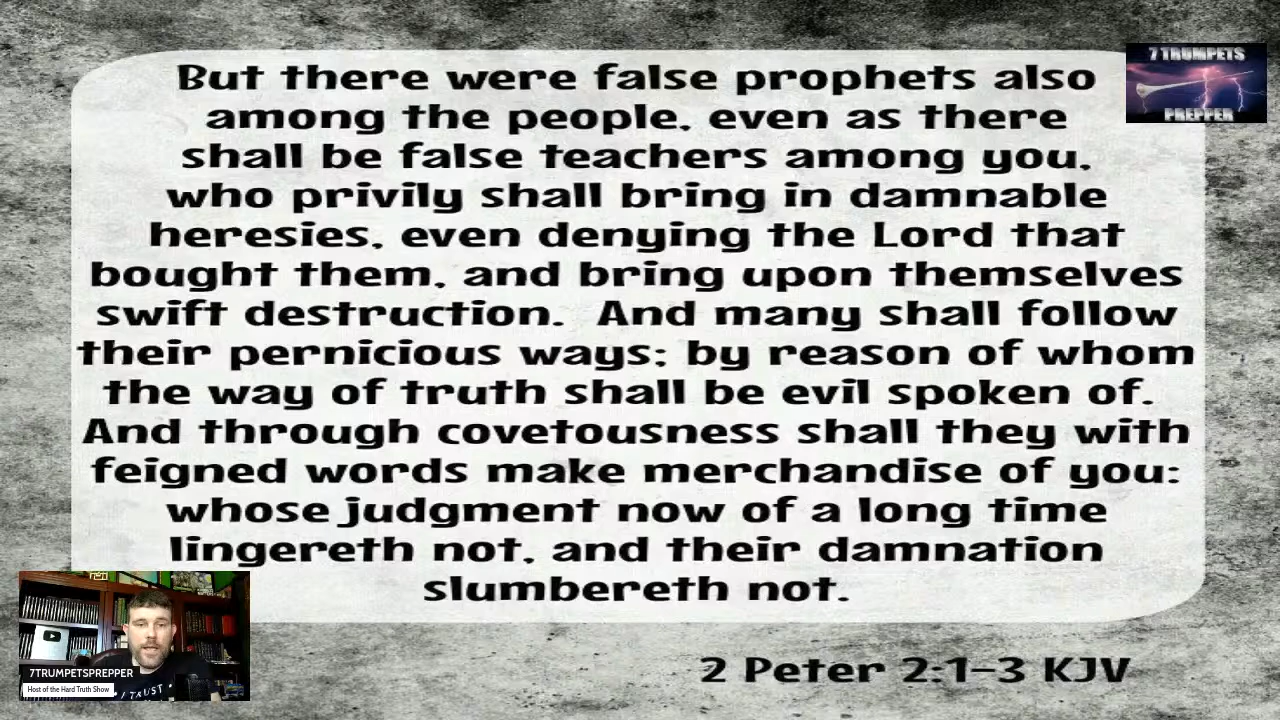 But there were false prophets also
among the people, even as there
shall be false teachers among you,
who privily shall bring in damnable
heresies, even denying the Lord that
bought them, and bring upon themselves
swift destruction.  And many shall follow
their pernicious ways; by reason of whom
the way of truth shall be evil spoken of.
And through covetousness shall they with
feigned words make merchandise of you:
whose judgment now of a long time
lingereth not, and their damnation
slumbereth not.
2 Peter 2:1-3 KJV
7 TRUMPETS
PREPPER
7TRUMPETSPREPPER
Host of the Hard Truth Show
I TRUST